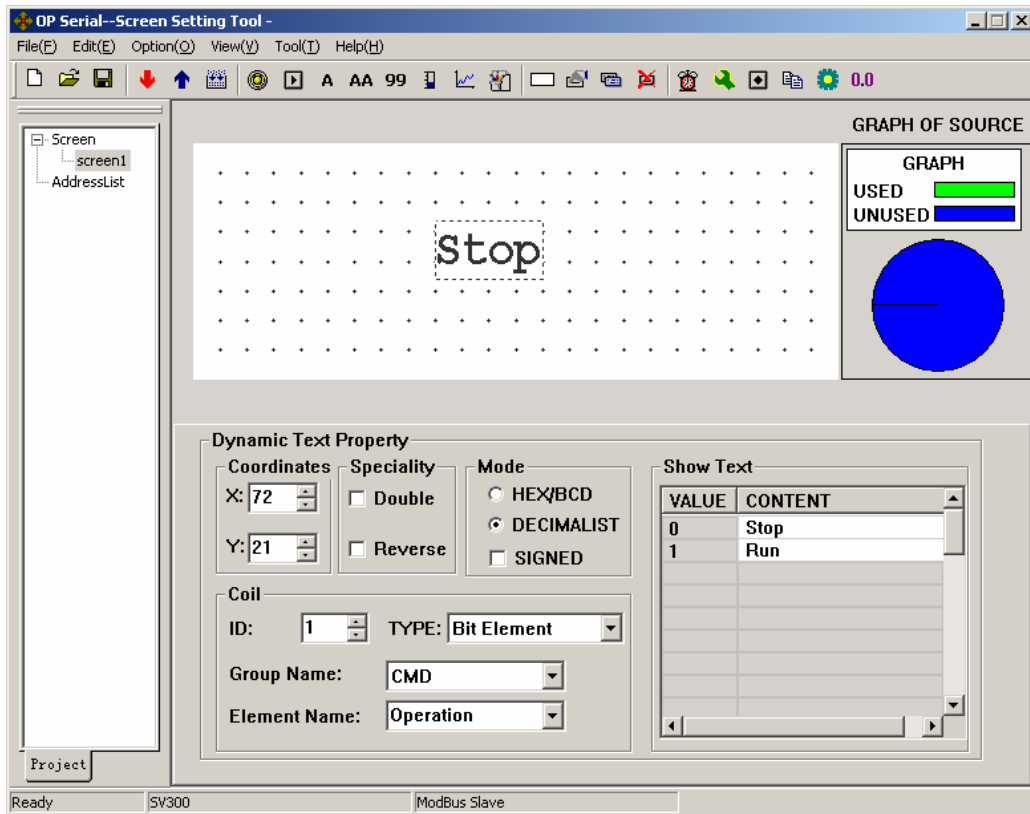 OP Serial--Screen Setting Tool -
File(F) Edit(E) Option(O) View(V) Tool(T) Help(H)
A AA 99 0.0
Screen
screen1
AddressList
GRAPH OF SOURCE
GRAPH
USED
UNUSED
Stop
Dynamic Text Property
Coordinates Speciality Mode Show Text
X: 72 Double HEX/BCD
VALUE CONTENT
DECIMALIST
0 Stop
Y: 21 Reverse
1 Run
SIGNED
Coil
ID: 1 TYPE: Bit Element
Group Name: CMD
Element Name: Operation
Project
Ready SV300 ModBus Slave